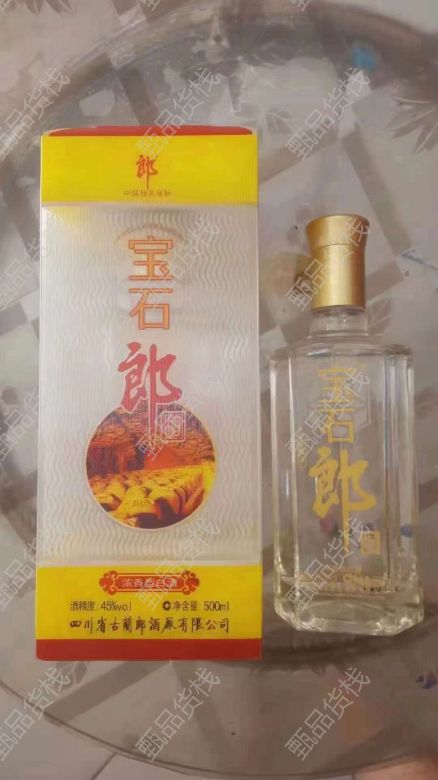 郎
中国驰名商标
宝石
郎
酒
浓香型白酒
酒精度 45%vol 净含量 500ml
四川省古蔺郎酒厂有限公司
宝石
郎
酒
甄品货栈